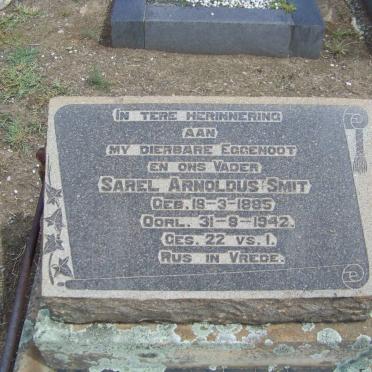 IN TERE HERINNERING
AAN
MY DIERBARE EGGENOOT
EN ONS VADER
SAREL ARNOLDUS SMIT
GEB. 19-3-1885
OORL. 31-8-1942.
GES. 22 VS. 1.
RUS IN VREDE.